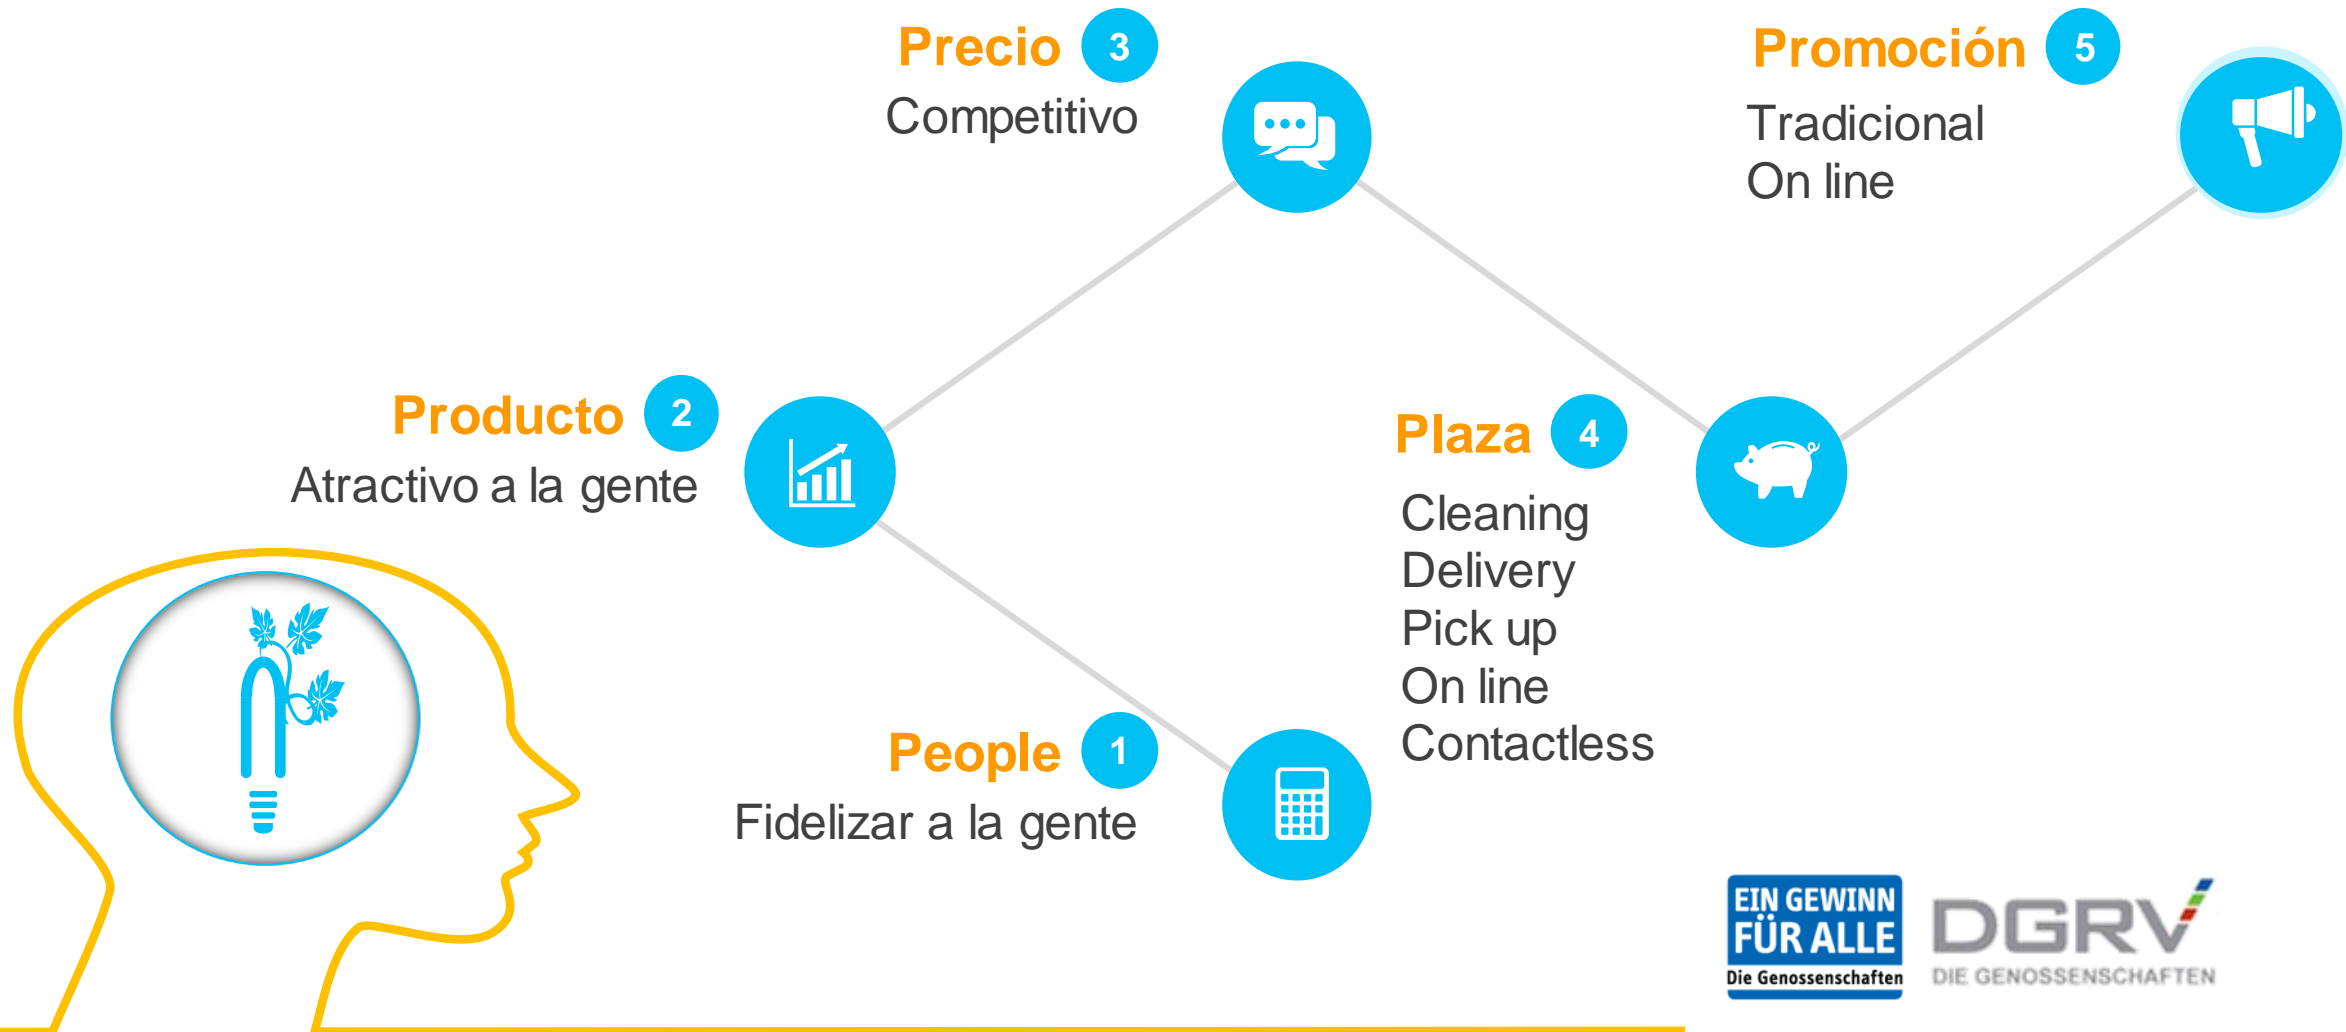 Precio 3
Competitivo
Promoción 5
Tradicional
On line
Producto 2
Atractivo a la gente
Plaza 4
Cleaning
Delivery
Pick up
On line
Contactless
People 1
Fidelizar a la gente
EIN GEWINN
FÜR ALLE
Die Genossenschaften
DGRV
DIE GENOSSENSCHAFTEN